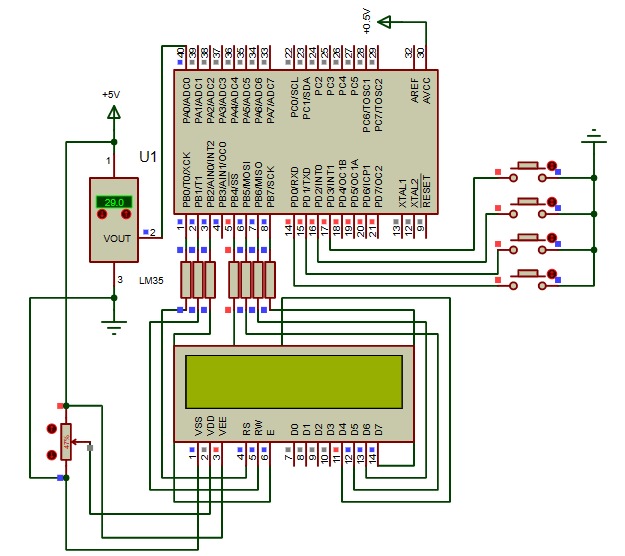 +0.5V
40 39 38 37 36 35 34 33 22 23 24 25 26 27 28 29 32 30
PA0/ADC0
PA1/ADC1
PA2/ADC2
PA3/ADC3
PA4/ADC4
PA5/ADC5
PA6/ADC6
PA7/ADC7
PC0/SCL
PC1/SDA
PC2
PC3
PC4
PC5
PC6/TOSC1
PC7/TOSC2
AREF
AVCC
+5V
U1
PB0/T0/XCK
PB1/T1
PB2/AIN0/INT2
PB3/AIN1/OC0
PB4/SS
PB5/MOSI
PB6/MISO
PB7/SCK
PD0/RXD
PD1/TXD
PD2/INT0
PD3/INT1
PD4/OC1B
PD5/OC1A
PD6/ICP1
PD7/OC2
XTAL1
XTAL2
RESET
1 2 3 4 5 6 7 8 14 15 16 17 18 19 20 21 13 12 9
1
29.0
VOUT
2
3
LM35
47%
VSS
VDD
VEE
RS
RW
E
D0
D1
D2
D3
D4
D5
D6
D7
1 2 3 4 5 6 7 8 9 10 11 12 13 14